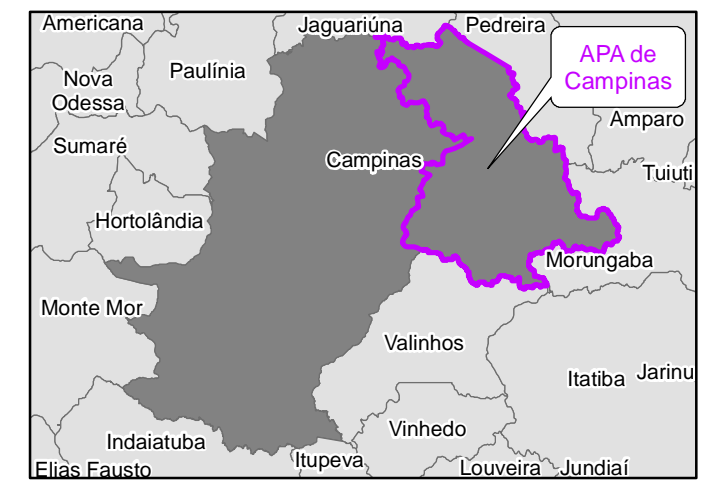 Americana
Jaguariúna
Pedreira
APA de
Campinas
Nova
Odessa
Paulínia
Amparo
Sumaré
Campinas
Tuiuti
Hortolândia
Morungaba
Monte Mor
Valinhos
Itatiba
Jarinu
Vinhedo
Indaiatuba
Itupeva
Elias Fausto
Louveira
Jundiaí